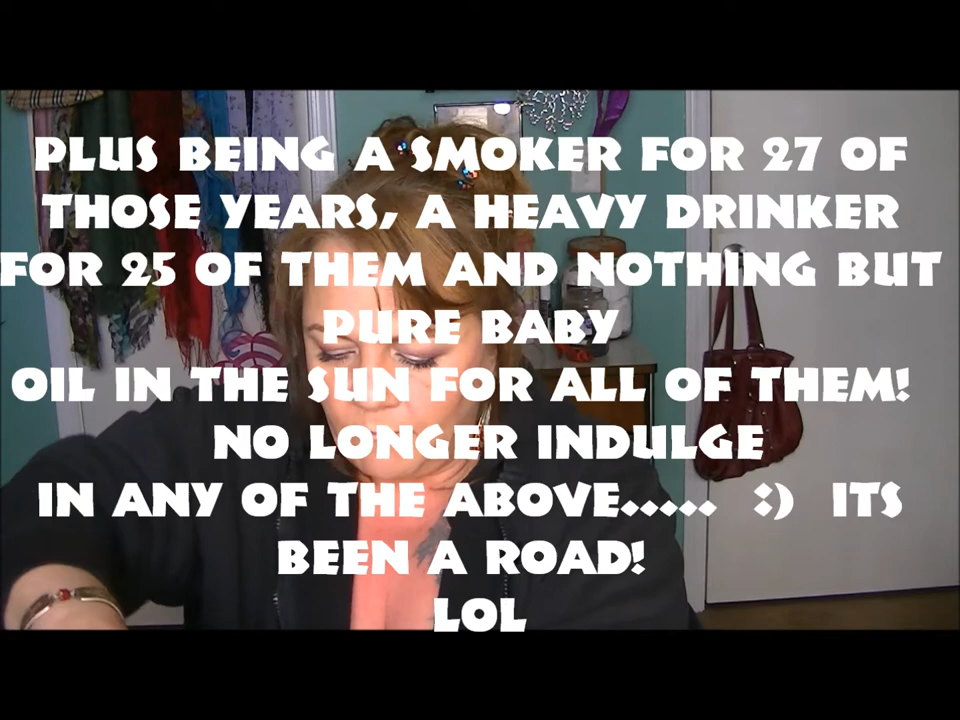 PLUS BEING A SMOKER FOR 27 OF
THOSE YEARS, A HEAVY DRINKER
FOR 25 OF THEM AND NOTHING BUT
PURE BABY
OIL IN THE SUN FOR ALL OF THEM!
NO LONGER INDULGE
IN ANY OF THE ABOVE..... :) ITS
BEEN A ROAD!
LOL